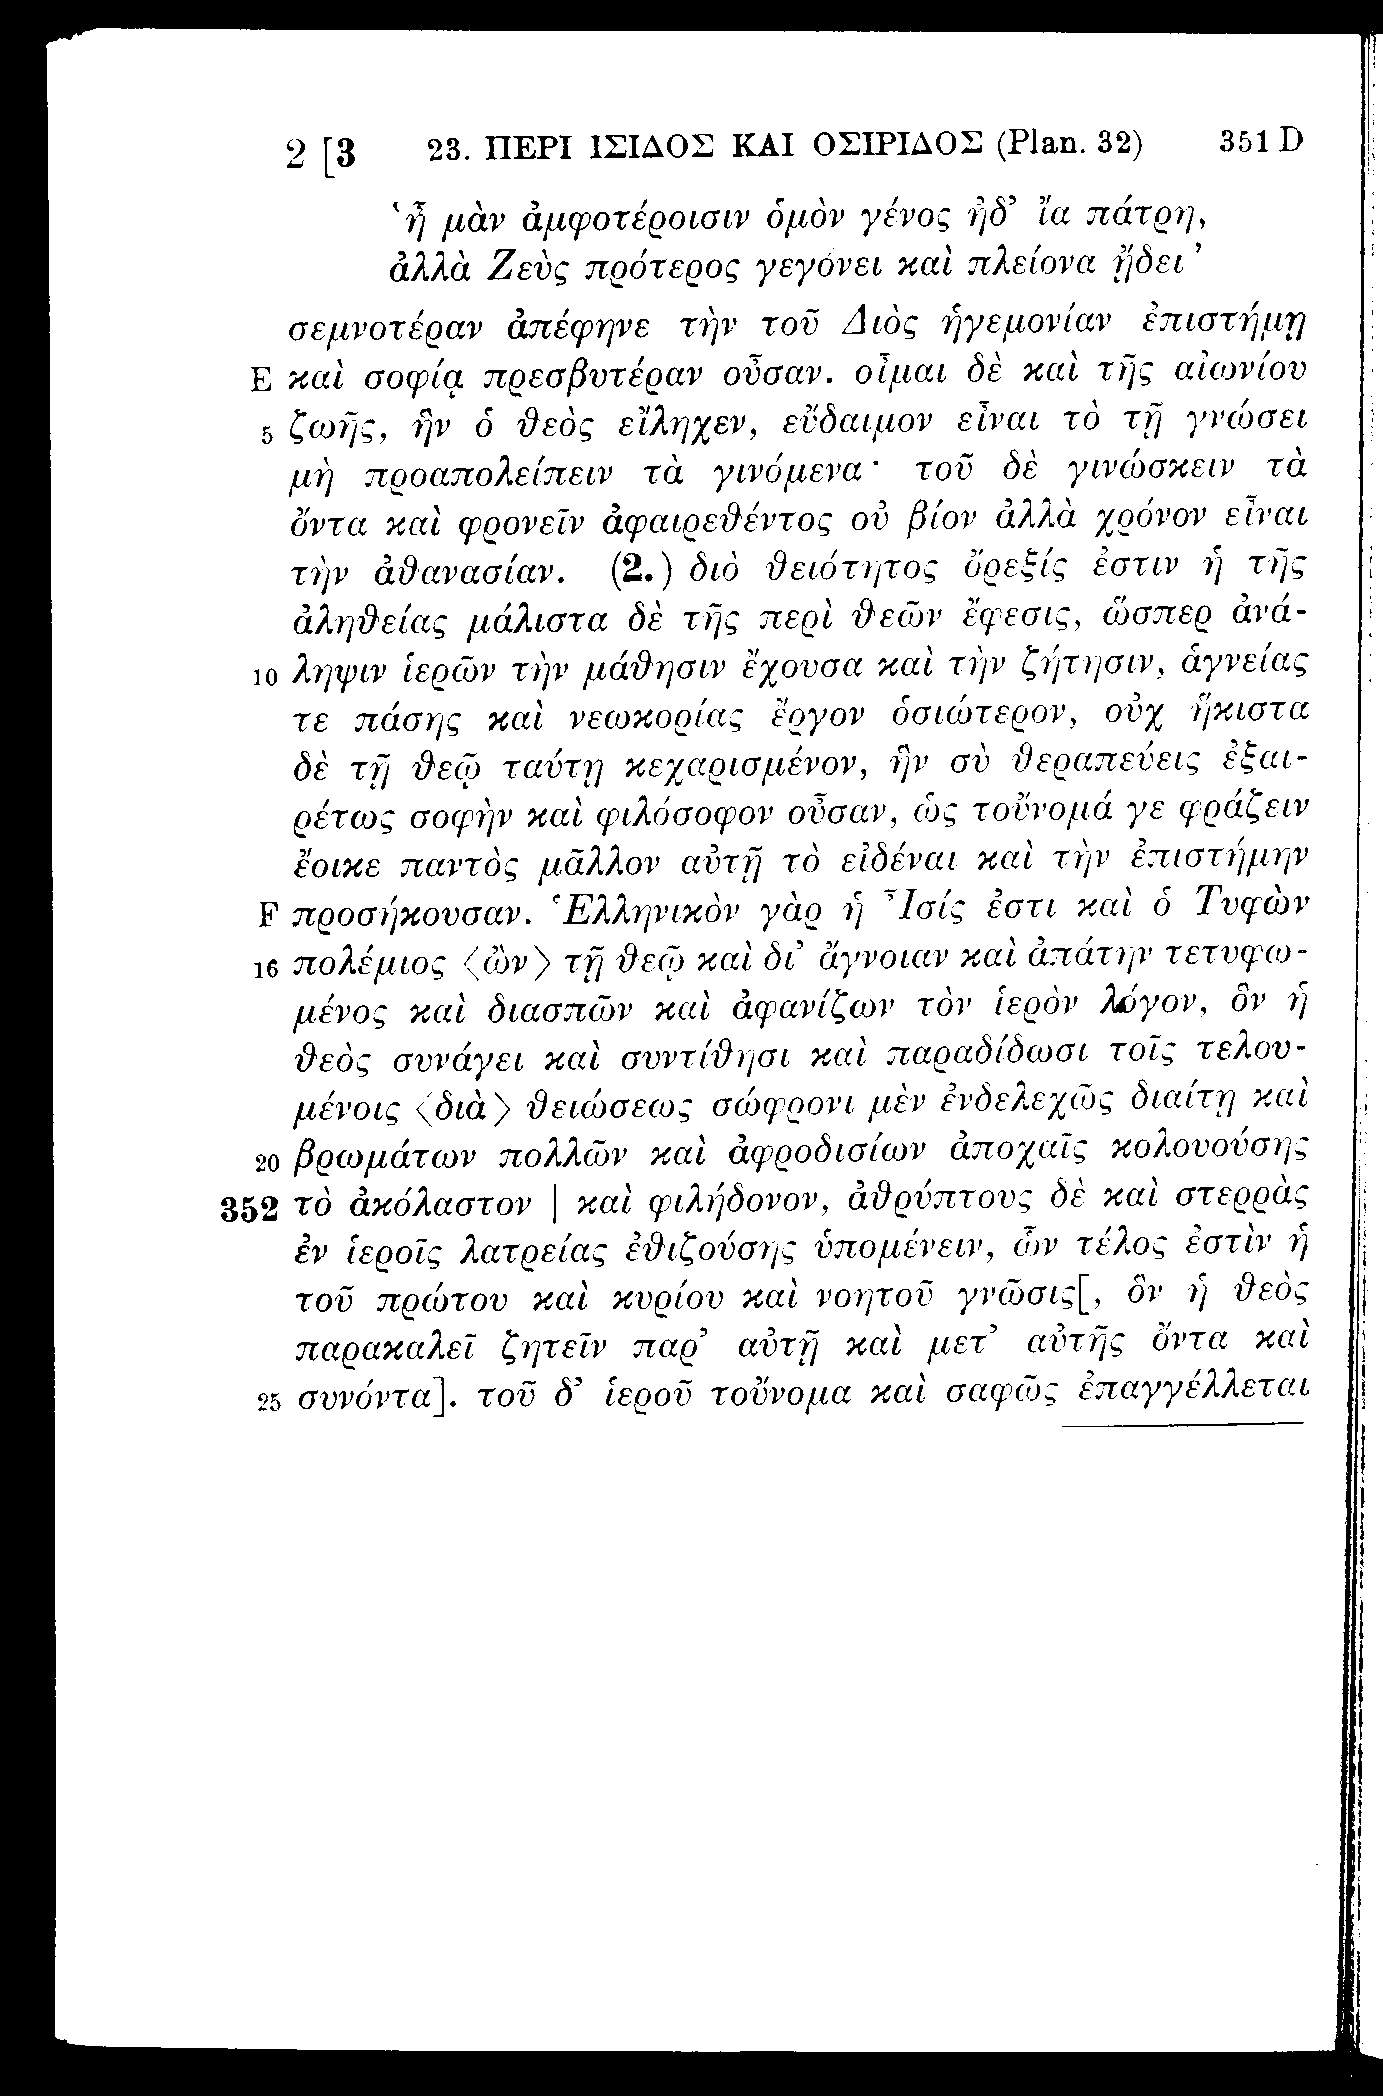 2 [3 23. ΠΕΡΙ ΙΣΙΔΟΣ ΚΑΙ ΟΣΙΡΙΔΟΣ (Plan. 32) 351 D
‘ἦ μὰν ἀμφοτέροισιν ὁμὸν γένος ἠδ’ ἴα πάτρη,
ἀλλὰ Ζεὺς πρότερος γεγόνει καὶ πλείονα ᾔδει’
σεμνοτέραν ἀπέφηνε τὴν τοῦ Διὸς ἡγεμονίαν ἐπιστήμῃ
E καὶ σοφίᾳ πρεσβυτέραν οὖσαν. οἶμαι δὲ καὶ τῆς αἰωνίου
5 ζωῆς, ἣν ὁ θεὸς εἴληχεν, εὔδαιμον εἶναι τὸ τῇ γνώσει
μὴ προαπολείπειν τὰ γινόμενα· τοῦ δὲ γινώσκειν τὰ
ὄντα καὶ φρονεῖν ἀφαιρεθέντος οὐ βίον ἀλλὰ χρόνον εἶναι
τὴν ἀθανασίαν. (2.) διὸ θειότητος ὄρεξίς ἐστιν ἡ τῆς
ἀληθείας μάλιστα δὲ τῆς περὶ θεῶν ἔφεσις, ὥσπερ ἀνά-
10 ληψιν ἱερῶν τὴν μάθησιν ἔχουσα καὶ τὴν ζήτησιν, ἁγνείας
τε πάσης καὶ νεωκορίας ἔργον ὁσιώτερον, οὐχ ἥκιστα
δὲ τῇ θεῷ ταύτῃ κεχαρισμένον, ἣν σὺ θεραπεύεις ἐξαι-
ρέτως σοφὴν καὶ φιλόσοφον οὖσαν, ὡς τοὔνομά γε φράζειν
ἔοικε παντὸς μᾶλλον αὐτῇ τὸ εἰδέναι καὶ τὴν ἐπιστήμην
F προσήκουσαν. Ἑλληνικὸν γὰρ ἡ Ἶσίς ἐστι καὶ ὁ Τυφὼν
16 πολέμιος ⟨ὢν⟩ τῇ θεῷ καὶ δι’ ἄγνοιαν καὶ ἀπάτην τετυφω-
μένος καὶ διασπῶν καὶ ἀφανίζων τὸν ἱερὸν λόγον, ὃν ἡ
θεὸς συνάγει καὶ συντίθησι καὶ παραδίδωσι τοῖς τελου-
μένοις ⟨διὰ⟩ θειώσεως σώφρονι μὲν ἐνδελεχῶς διαίτῃ καὶ
20 βρωμάτων πολλῶν καὶ ἀφροδισίων ἀποχαῖς κολουούσης
352 τὸ ἀκόλαστον | καὶ φιλήδονον, ἀθρύπτους δὲ καὶ στερρὰς
ἐν ἱεροῖς λατρείας ἐθιζούσης ὑπομένειν, ὧν τέλος ἐστὶν ἡ
τοῦ πρώτου καὶ κυρίου καὶ νοητοῦ γνῶσις[, ὃν ἡ θεὸς
παρακαλεῖ ζητεῖν παρ’ αὐτῇ καὶ μετ’ αὐτῆς ὄντα καὶ
25 συνόντα]. τοῦ δ’ ἱεροῦ τοὔνομα καὶ σαφῶς ἐπαγγέλλεται